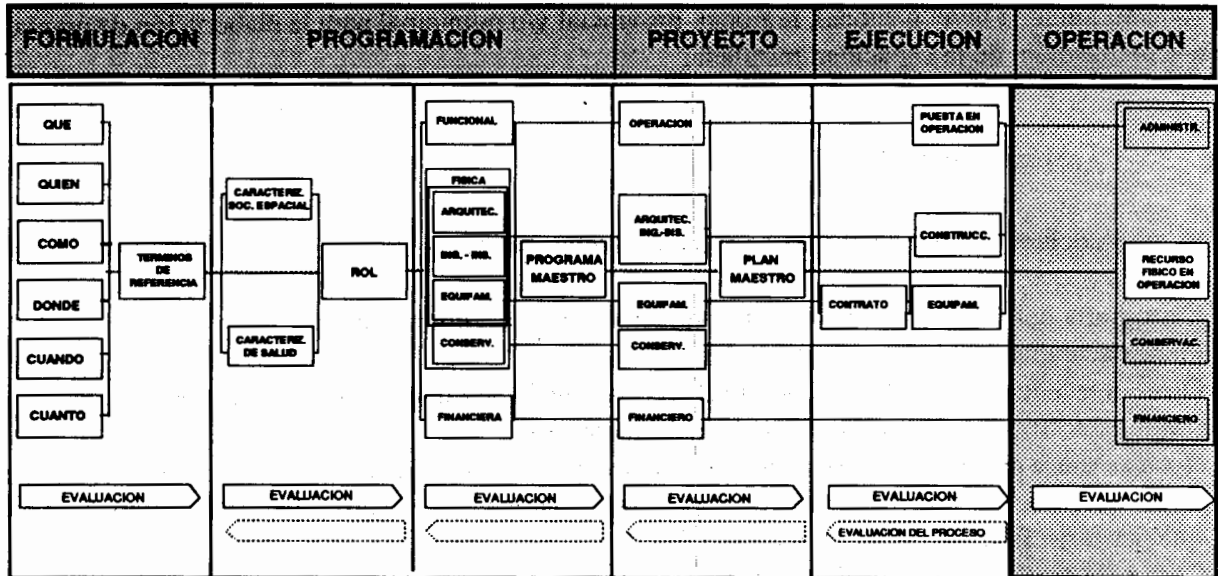 FORMULACION
PROGRAMACION
PROYECTO
EJECUCION
OPERACION
QUE
QUIEN
COMO
DONDE
CUANDO
CUANTO
TERMINOS
DE
REFERENCIA
CARACTERIZ.
SOC. ESPACIAL
CARACTERIZ.
DE SALUD
ROL
FUNCIONAL
FISICA
ARQUITEC.
ING. - INS.
EQUIPAM.
CONSERV.
FINANCIERA
PROGRAMA
MAESTRO
OPERACION
ARQUITEC.
ING.-INS.
EQUIPAM.
CONSERV.
FINANCIERO
PLAN
MAESTRO
PUESTA EN
OPERACION
CONSTRUCC.
CONTRATO
EQUIPAM.
ADMINISTR.
RECURSO
FISICO EN
OPERACION
CONSERVAC.
FINANCIERO
EVALUACION
EVALUACION
EVALUACION
EVALUACION
EVALUACION
EVALUACION
EVALUACION DEL PROCESO